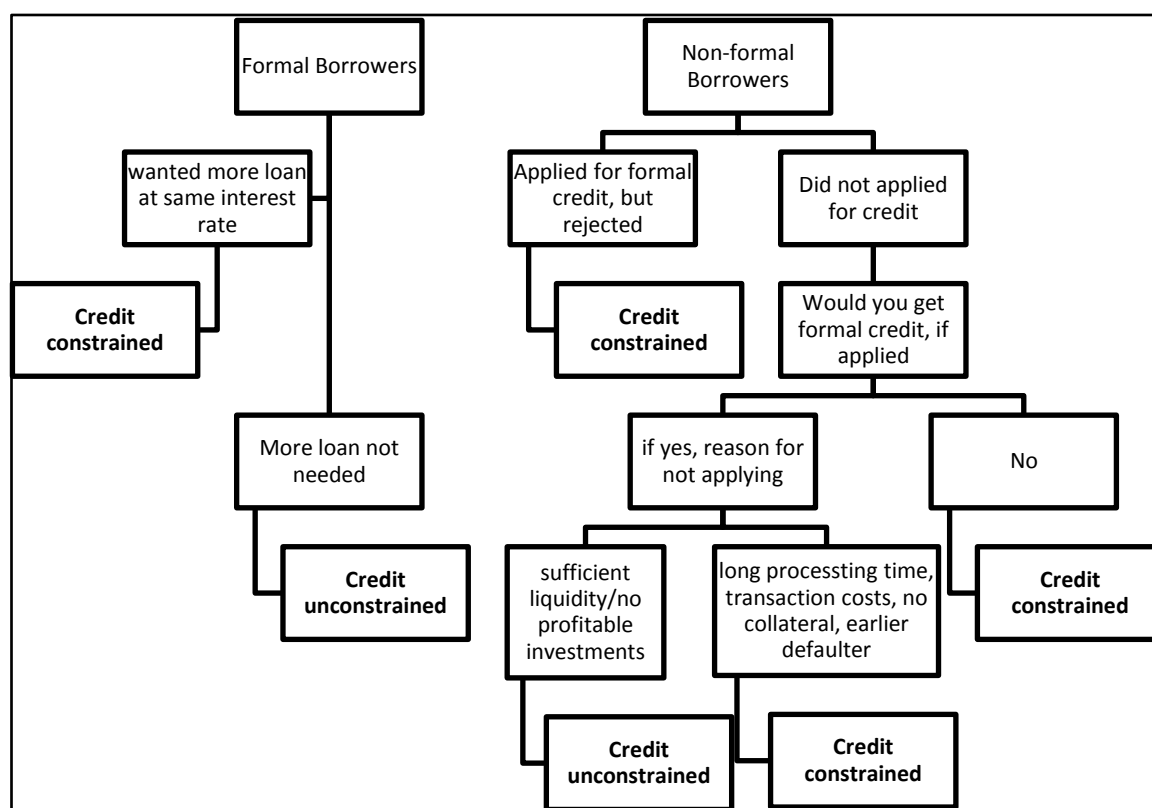 Formal Borrowers
Non-formal
Borrowers
wanted more loan
at same interest
rate
Applied for formal
credit, but
rejected
Did not applied
for credit
Credit
constrained
Credit
constrained
Would you get
formal credit, if
applied
More loan not
needed
if yes, reason for
not applying
No
Credit
unconstrained
sufficient
liquidity/no
profitable
investments
long processting time,
transaction costs, no
collateral, earlier
defaulter
Credit
constrained
Credit
unconstrained
Credit
constrained